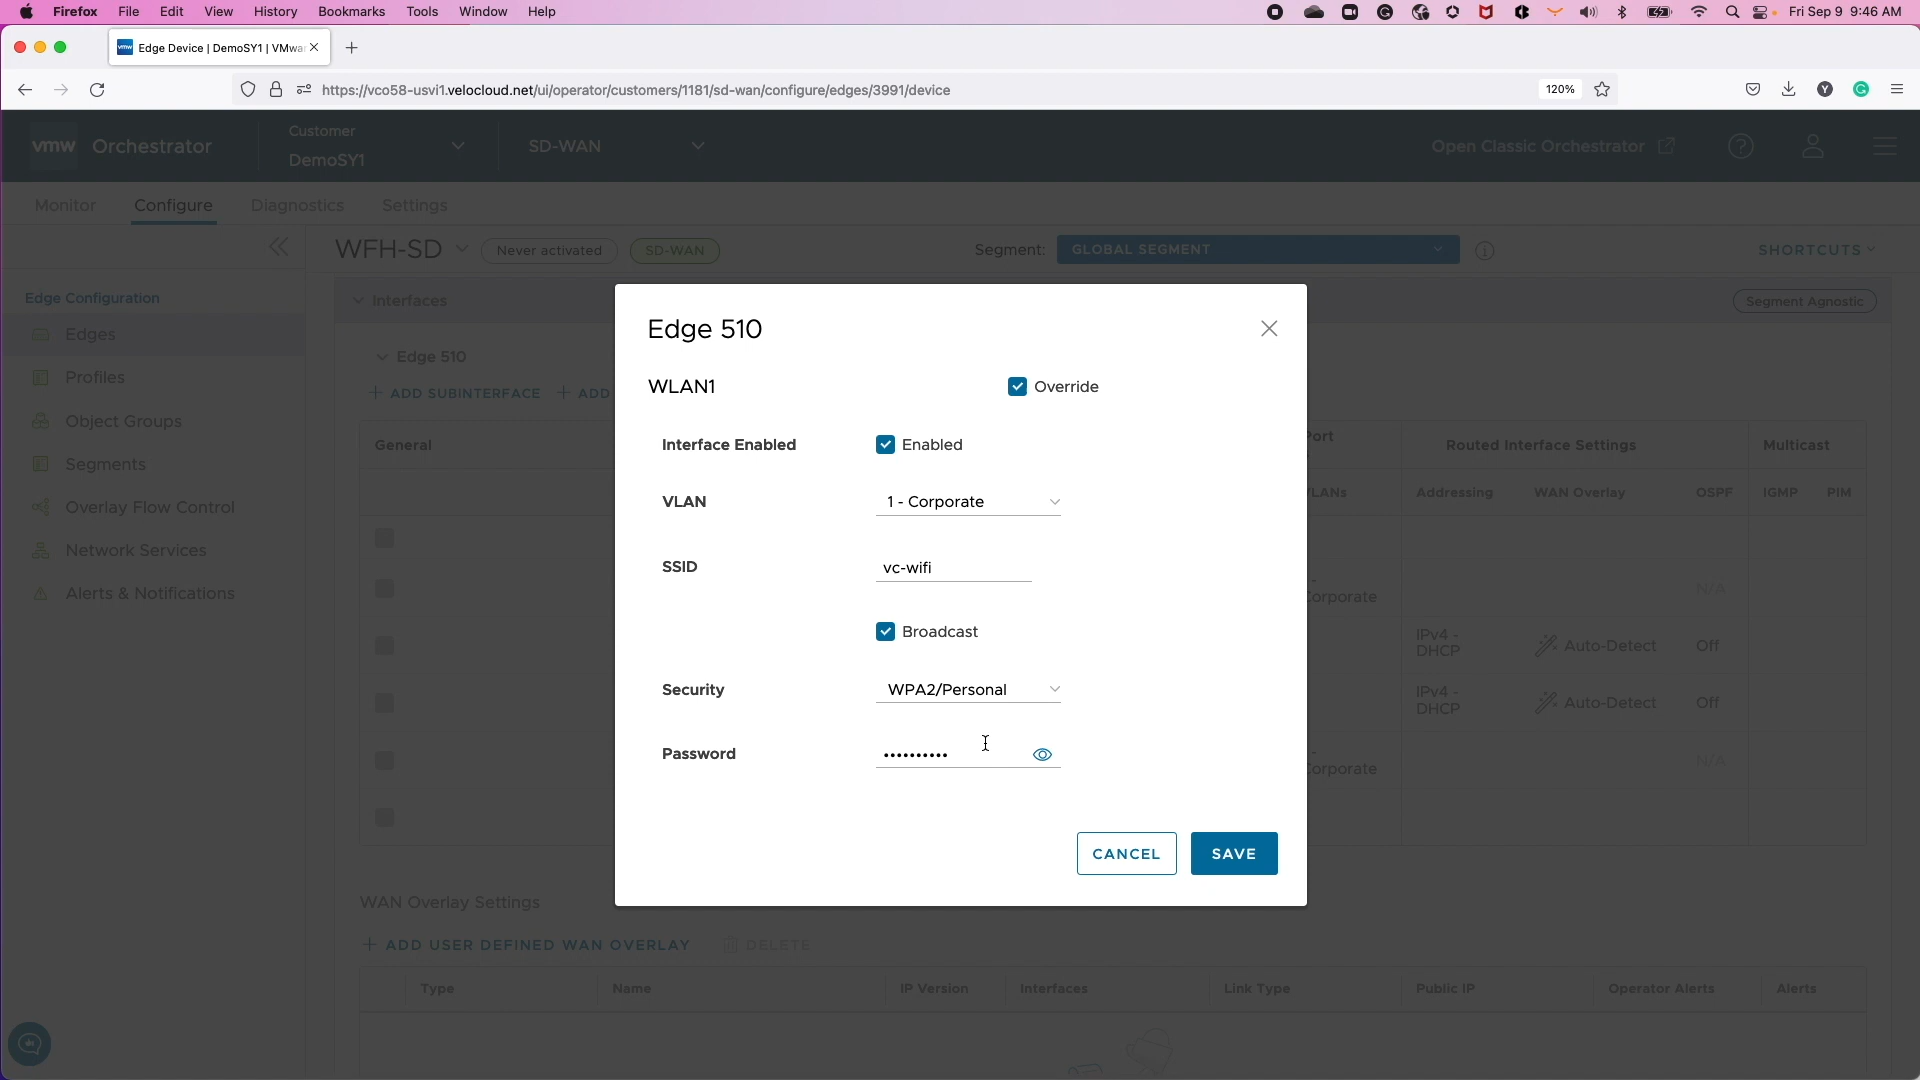 Firefox File Edit View History Bookmarks Tools Window Help Fri Sep 9 9:46 AM
vmw Edge Device | DemoSY1 | VMwa
https://vco58-usvi1.velocloud.net/ui/operator/customers/1181/sd-wan/configure/edges/3991/device 120%
vmw Orchestrator Customer DemoSY1 SD-WAN Open Classic Orchestrator
Monitor Configure Diagnostics Settings
WFH-SD Never activated SD-WAN Segment: GLOBAL SEGMENT SHORTCUTS
Edge Configuration
Edges
Profiles
Object Groups
Segments
Overlay Flow Control
Network Services
Alerts & Notifications
Interfaces Segment Agnostic
Edge 510
+ ADD SUBINTERFACE + ADD
General Port Routed Interface Settings Multicast
VLANs Addressing WAN Overlay OSPF IGMP PIM
Corporate N/A
IPv4 - DHCP Auto-Detect Off
IPv4 - DHCP Auto-Detect Off
Corporate N/A
Edge 510
WLAN1 Override
Interface Enabled Enabled
VLAN 1 - Corporate
SSID vc-wifi
Broadcast
Security WPA2/Personal
Password ••••••••••
CANCEL SAVE
WAN Overlay Settings
+ ADD USER DEFINED WAN OVERLAY DELETE
Type Name IP Version Interfaces Link Type Public IP Operator Alerts Alerts